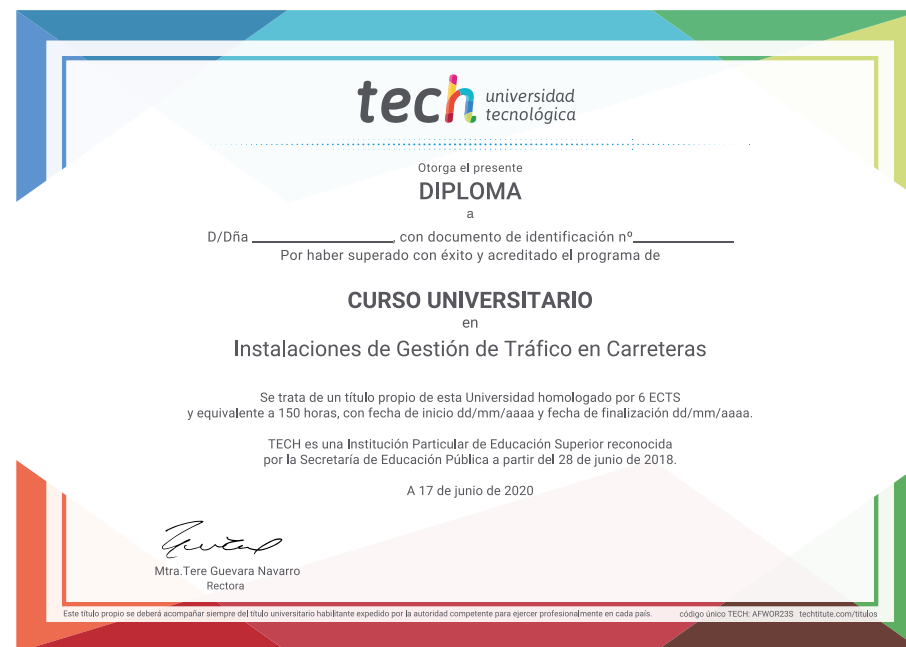 tech universidad
tecnológica
Otorga el presente
DIPLOMA
a
D/Dña ____________________, con documento de identificación nº______________
Por haber superado con éxito y acreditado el programa de
CURSO UNIVERSITARIO
en
Instalaciones de Gestión de Tráfico en Carreteras
Se trata de un título propio de esta Universidad homologado por 6 ECTS
y equivalente a 150 horas, con fecha de inicio dd/mm/aaaa y fecha de finalización dd/mm/aaaa.
TECH es una Institución Particular de Educación Superior reconocida
por la Secretaría de Educación Pública a partir del 28 de junio de 2018.
A 17 de junio de 2020
Mtra.Tere Guevara Navarro
Rectora
Este título propio se deberá acompañar siempre del título universitario habilitante expedido por la autoridad competente para ejercer profesionalmente en cada país. código único TECH: AFWOR23S techtitute.com/titulos